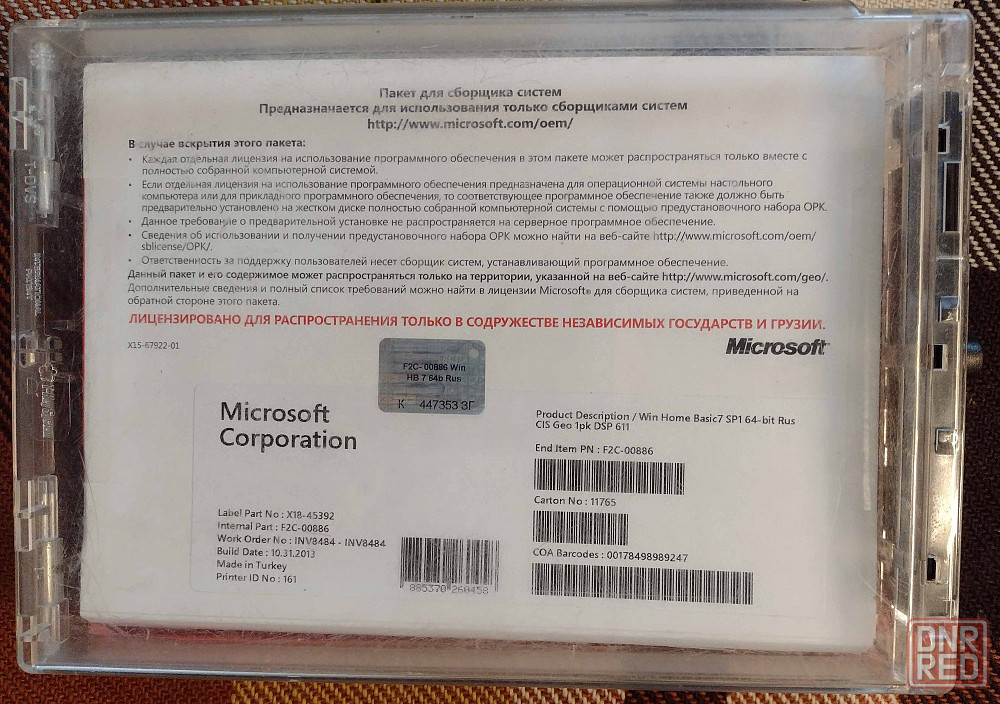 Пакет для сборщика систем
Предназначается для использования только сборщиками систем
http://www.microsoft.com/oem/
В случае вскрытия этого пакета:
• Каждая отдельная лицензия на использование программного обеспечения в этом пакете может распространяться только вместе с
полностью собранной компьютерной системой.
• Если отдельная лицензия на использование программного обеспечения предназначена для операционной системы настольного
компьютера или для прикладного программного обеспечения, то соответствующее программное обеспечение также должно быть
предварительно установлено на жестком диске полностью собранной компьютерной системы с помощью предустановочного набора OPK.
• Данное требование о предварительной установке не распространяется на серверное программное обеспечение.
• Сведения об использовании и получении предустановочного набора OPK можно найти на веб-сайте http://www.microsoft.com/oem/
sblicense/OPK/.
• Ответственность за поддержку пользователей несет сборщик систем, устанавливающий программное обеспечение.
Данный пакет и его содержимое может распространяться только на территории, указанной на веб-сайте http://www.microsoft.com/geo/.
Дополнительные сведения и полный список требований можно найти в лицензии Microsoft® для сборщика систем, приведенной на
обратной стороне этого пакета.
ЛИЦЕНЗИРОВАНО ДЛЯ РАСПРОСТРАНЕНИЯ ТОЛЬКО В СОДРУЖЕСТВЕ НЕЗАВИСИМЫХ ГОСУДАРСТВ И ГРУЗИИ.
X15-67922-01
Microsoft®
F2C-00886 Win
HB 7 64b Rus
К 447353 ЗГ
Microsoft
Corporation
Product Description / Win Home Basic7 SP1 64-bit Rus
CIS Geo 1pk DSP 611
End Item PN : F2C-00886
Carton No : 11765
COA Barcodes : 00178498989247
Label Part No : X18-45392
Internal Part : F2C-00886
Work Order No : INV8484 - INV8484
Build Date : 10.31.2013
Made in Turkey
Printer ID No : 161
885370 260458
T-DVS
DNR
RED